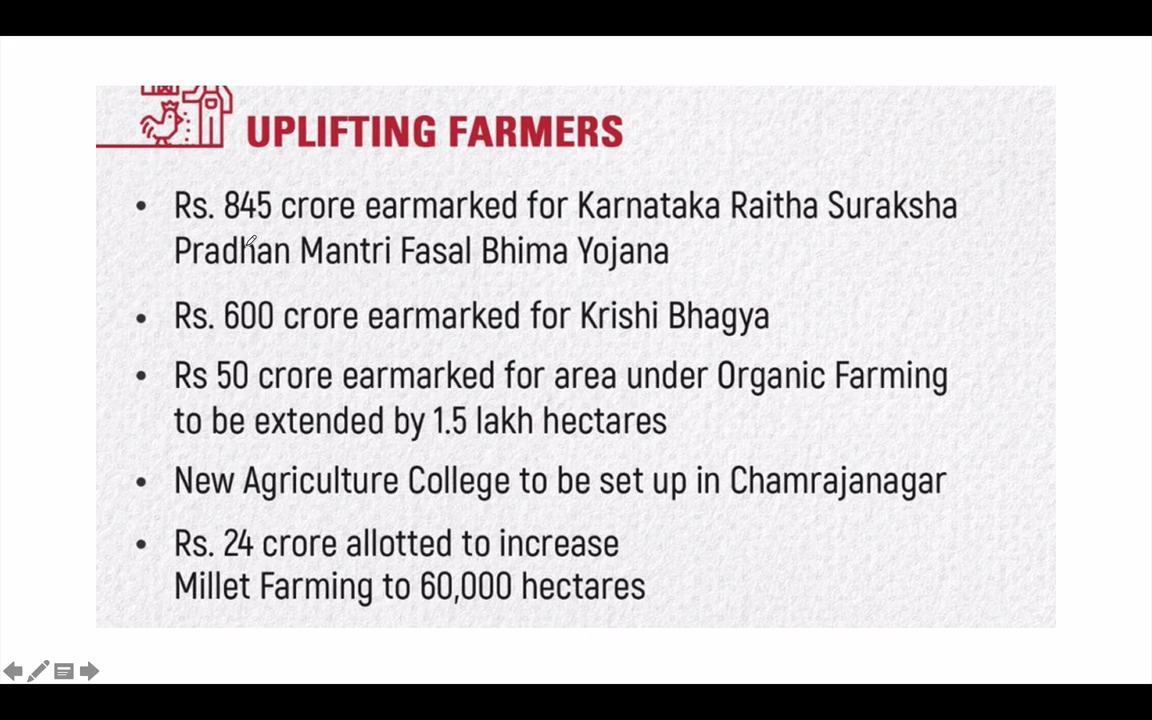 UPLIFTING FARMERS
• Rs. 845 crore earmarked for Karnataka Raitha Suraksha
Pradhan Mantri Fasal Bhima Yojana
• Rs. 600 crore earmarked for Krishi Bhagya
• Rs 50 crore earmarked for area under Organic Farming
to be extended by 1.5 lakh hectares
• New Agriculture College to be set up in Chamrajanagar
• Rs. 24 crore allotted to increase
Millet Farming to 60,000 hectares